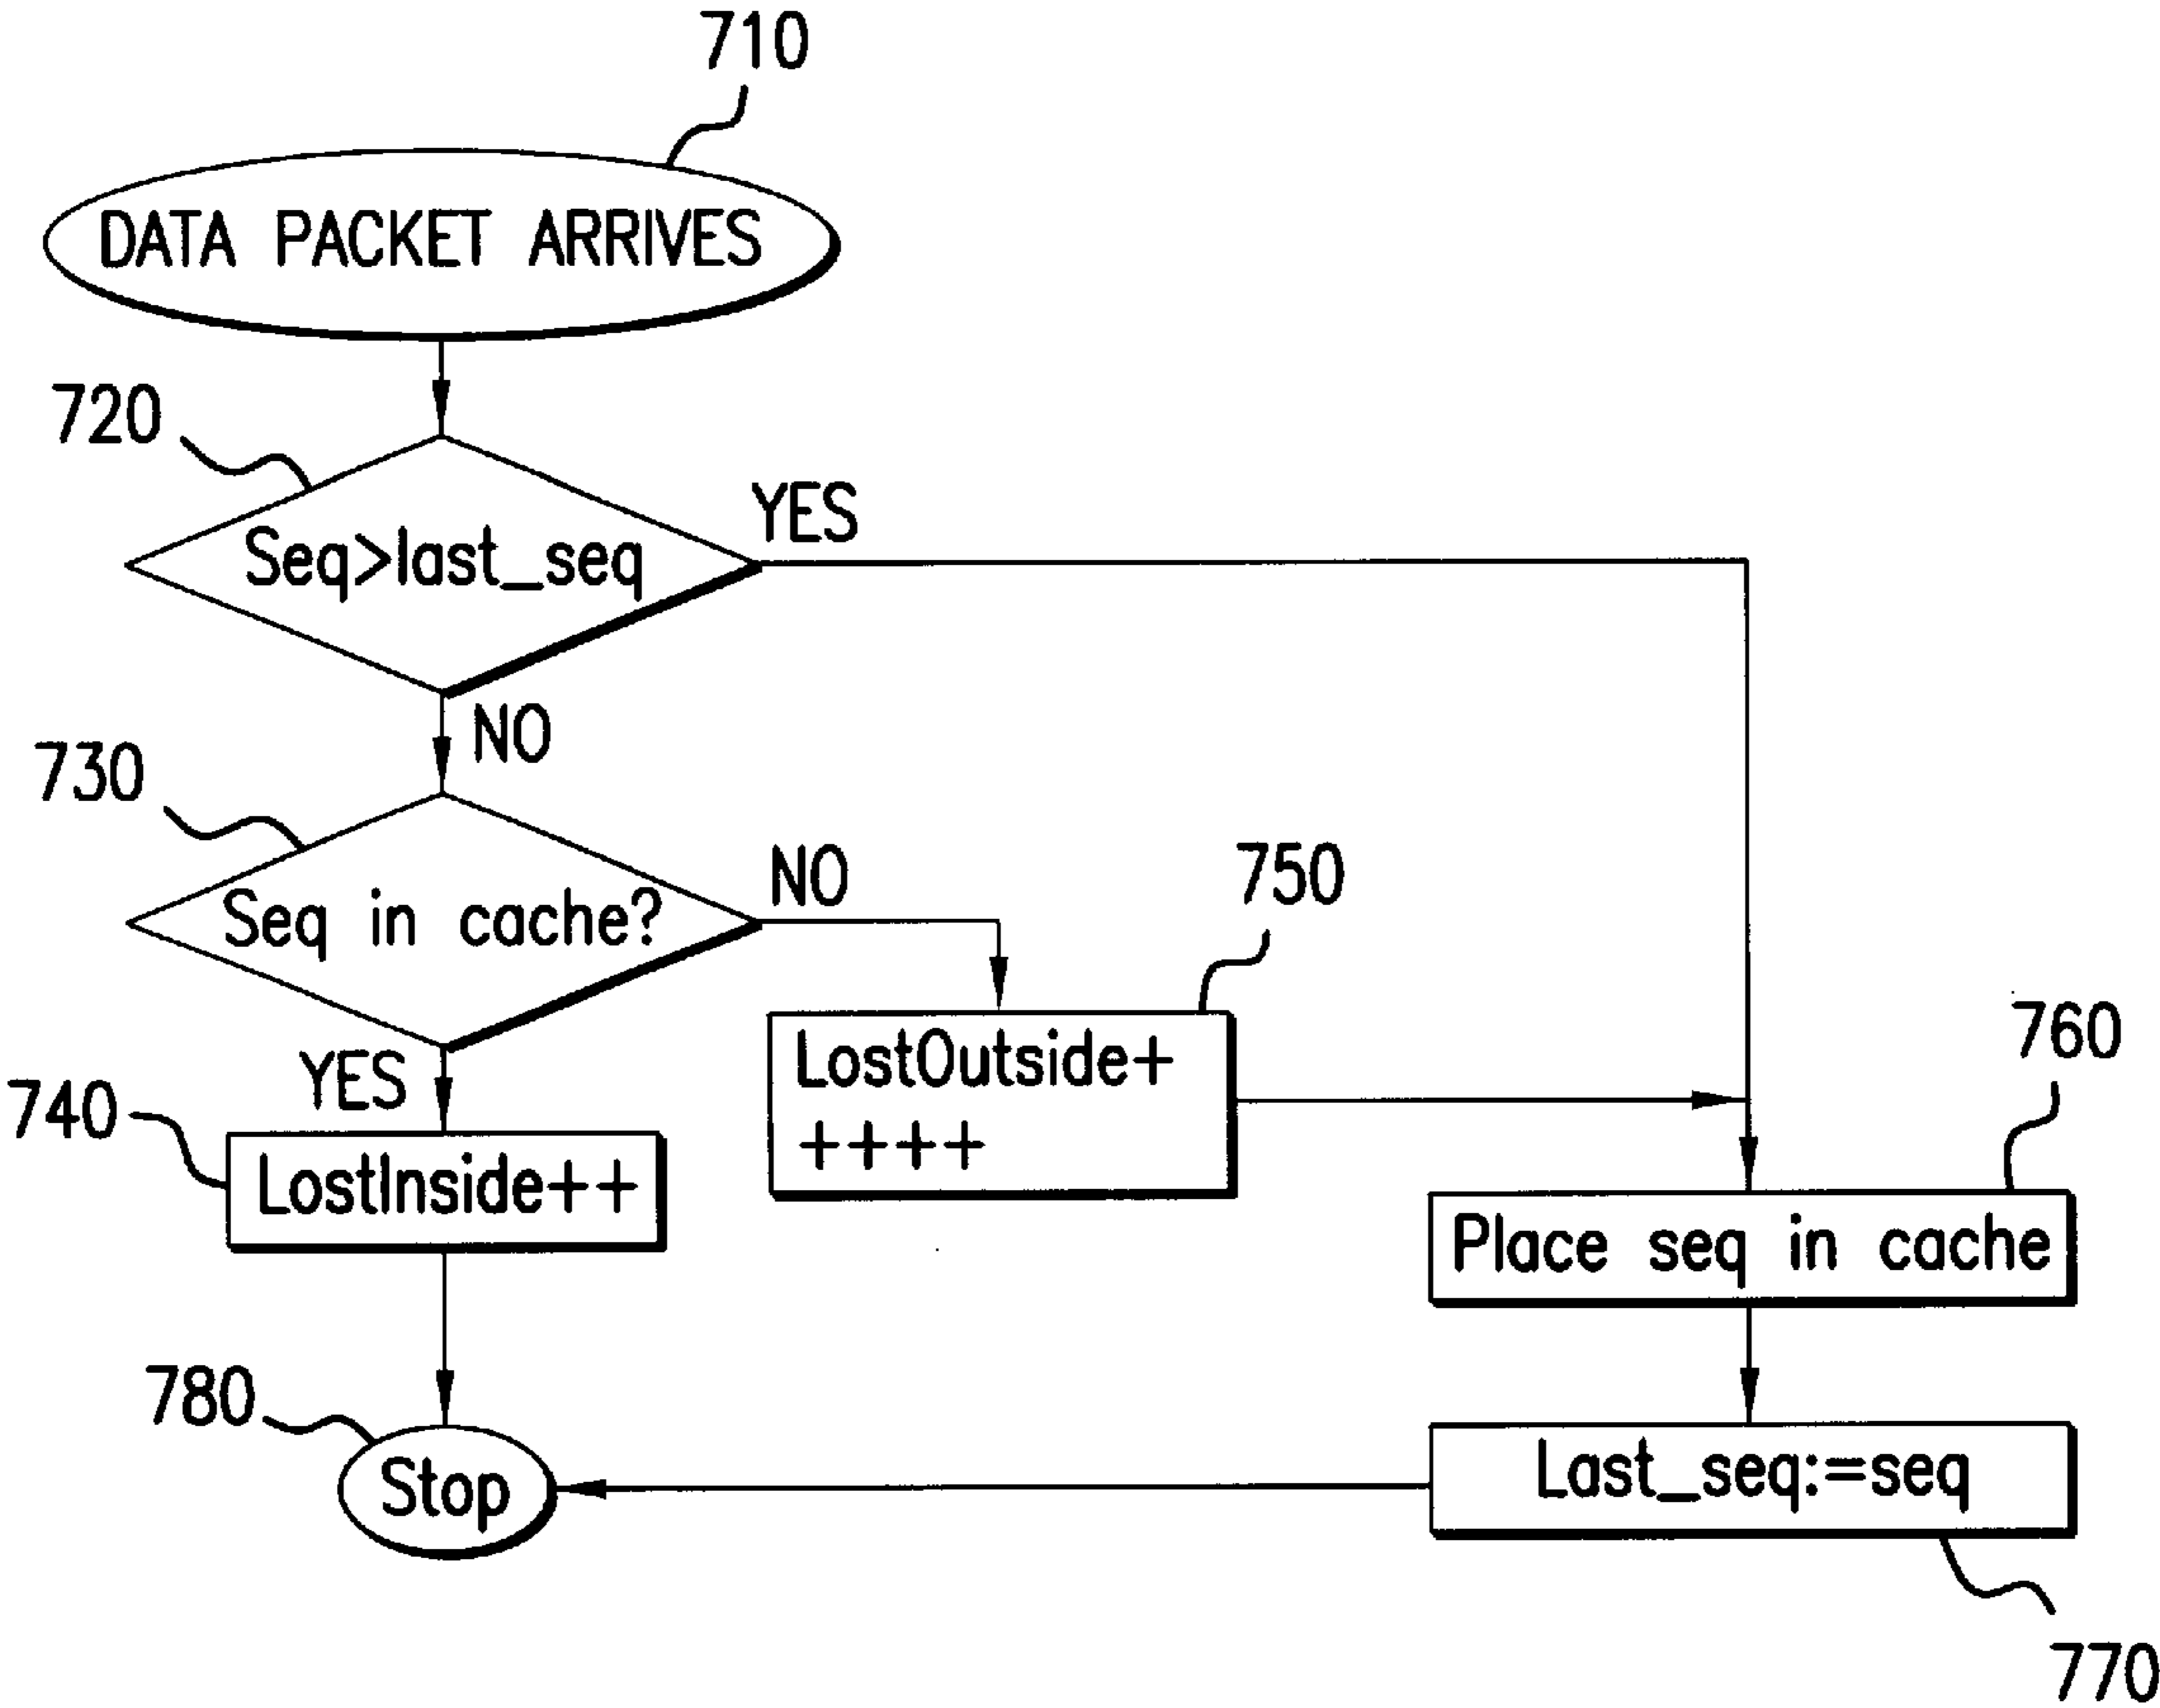 710
DATA PACKET ARRIVES
720
Seq>last_seq
YES
NO
730
Seq in cache?
NO
750
LostOutside+
++++
YES
740
LostInside++
760
Place seq in cache
780
Stop
Last_seq:=seq
770